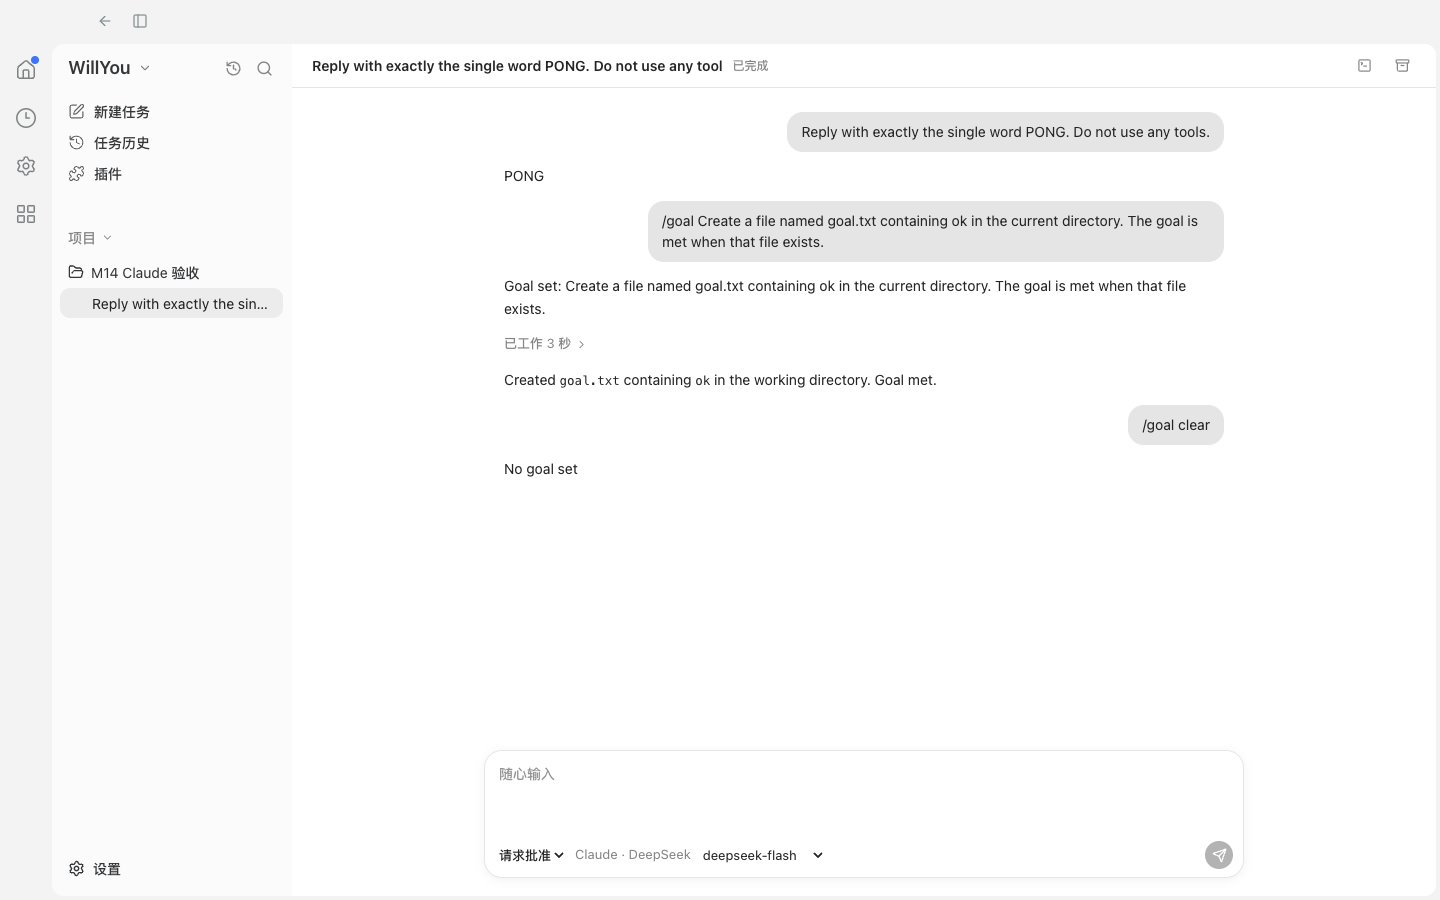 WillYou
新建任务
任务历史
插件
项目
M14 Claude 验收
Reply with exactly the sin...
设置
Reply with exactly the single word PONG. Do not use any tool 已完成
Reply with exactly the single word PONG. Do not use any tools.
PONG
/goal Create a file named goal.txt containing ok in the current directory. The goal is
met when that file exists.
Goal set: Create a file named goal.txt containing ok in the current directory. The goal is met when that file
exists.
已工作 3 秒
Created goal.txt containing ok in the working directory. Goal met.
/goal clear
No goal set
随心输入
请求批准 Claude · DeepSeek deepseek-flash